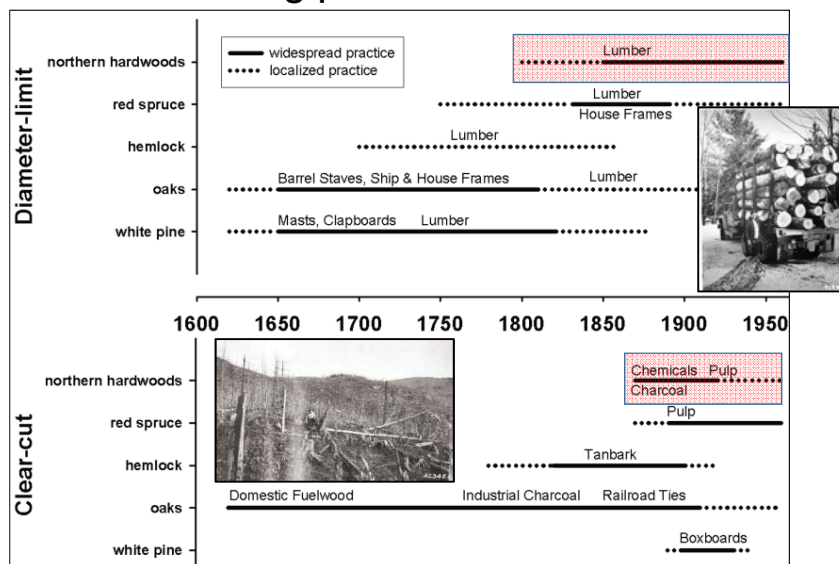 widespread practice
localized practice
Diameter-limit
northern hardwoods
Lumber
red spruce
Lumber
House Frames
hemlock
Lumber
oaks
Barrel Staves, Ship & House Frames
Lumber
white pine
Masts, Clapboards Lumber
1600 1650 1700 1750 1800 1850 1900 1950
Clear-cut
northern hardwoods
Chemicals Pulp
Charcoal
red spruce
Pulp
hemlock
Tanbark
oaks
Domestic Fuelwood Industrial Charcoal Railroad Ties
white pine
Boxboards